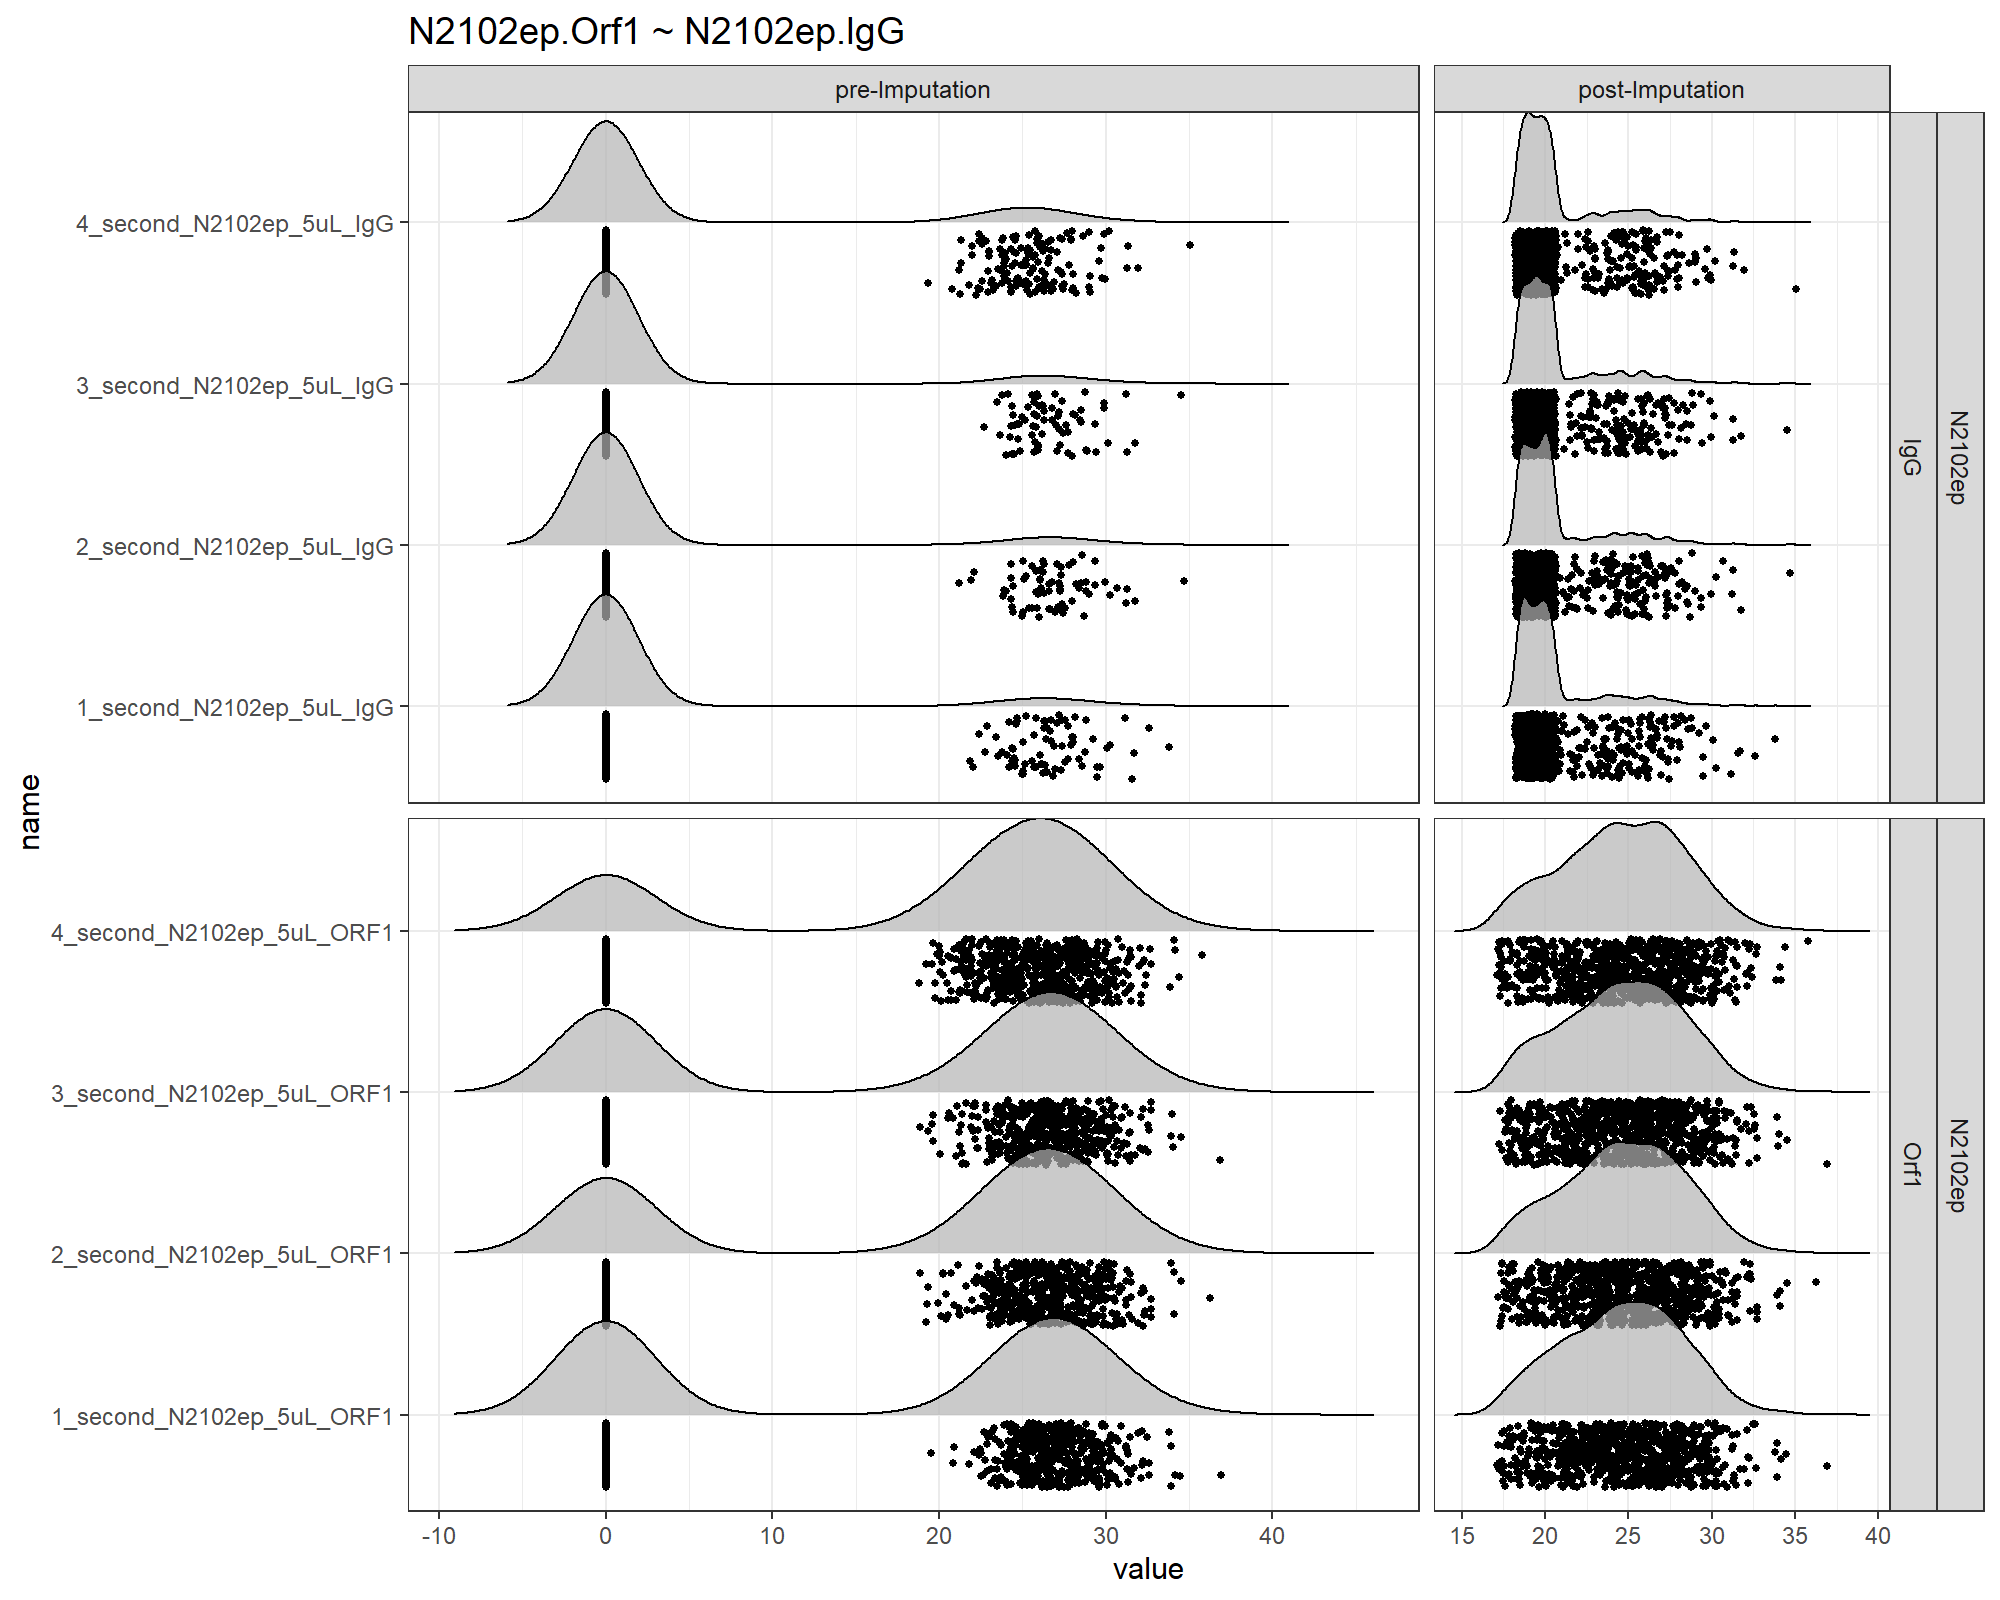 N2102ep.Orf1 ~ N2102ep.IgG
pre-Imputation
post-Imputation
4_second_N2102ep_5uL_IgG
3_second_N2102ep_5uL_IgG
2_second_N2102ep_5uL_IgG
1_second_N2102ep_5uL_IgG
IgG
N2102ep
name
4_second_N2102ep_5uL_ORF1
3_second_N2102ep_5uL_ORF1
2_second_N2102ep_5uL_ORF1
1_second_N2102ep_5uL_ORF1
Orf1
N2102ep
-10 0 10 20 30 40
15 20 25 30 35 40
value